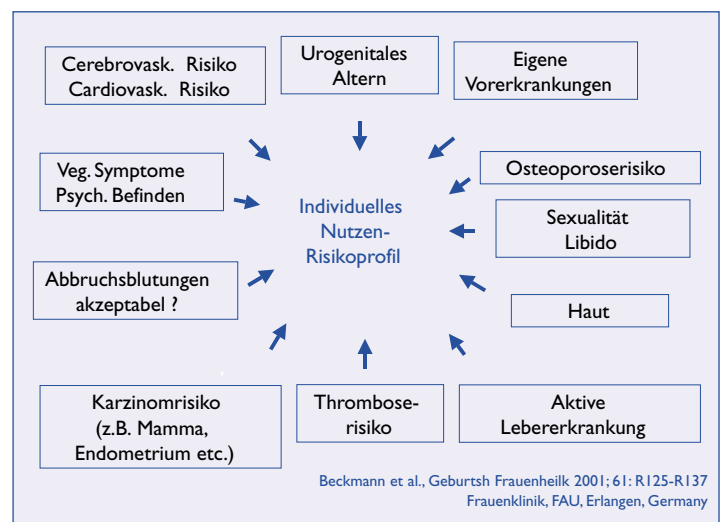 Cerebrovask. Risiko
Cardiovask. Risiko
Urogenitales
Altern
Eigene
Vorerkrankungen
Veg. Symptome
Psych. Befinden
Individuelles
Nutzen-
Risikoprofil
Osteoporoserisiko
Sexualität
Libido
Abbruchsblutungen
akzeptabel ?
Haut
Karzinomrisiko
(z.B. Mamma,
Endometrium etc.)
Thrombose-
risiko
Aktive
Lebererkrankung
Beckmann et al., Geburtsh Frauenheilk 2001; 61: R125-R137
Frauenklinik, FAU, Erlangen, Germany